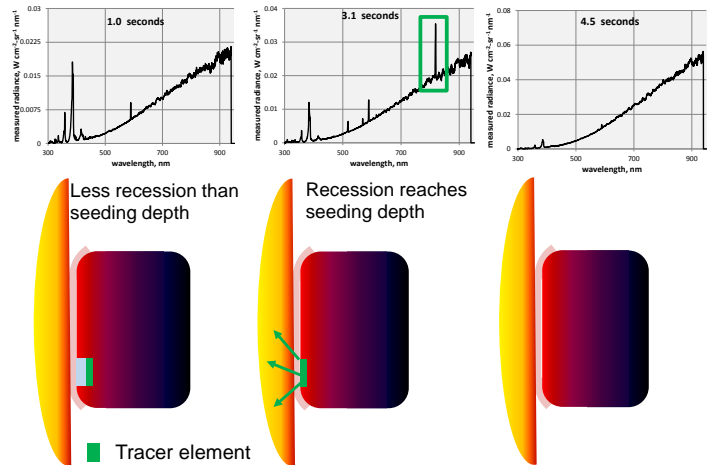 1.0 seconds
0.03
0.0225
0.015
0.0075
0
300
500
700
900
measured radiance, W cm-2-sr nm-1
wavelength, nm
3.1 seconds
0.04
0.03
0.02
0.01
0
300
500
700
900
measured radiance, W cm-2-sr nm-1
wavelength, nm
4.5 seconds
0.08
0.06
0.04
0.02
0
300
500
700
900
measured radiance, W cm-2-sr nm-1
wavelength, nm
Less recession than
seeding depth
Recession reaches
seeding depth
Tracer element